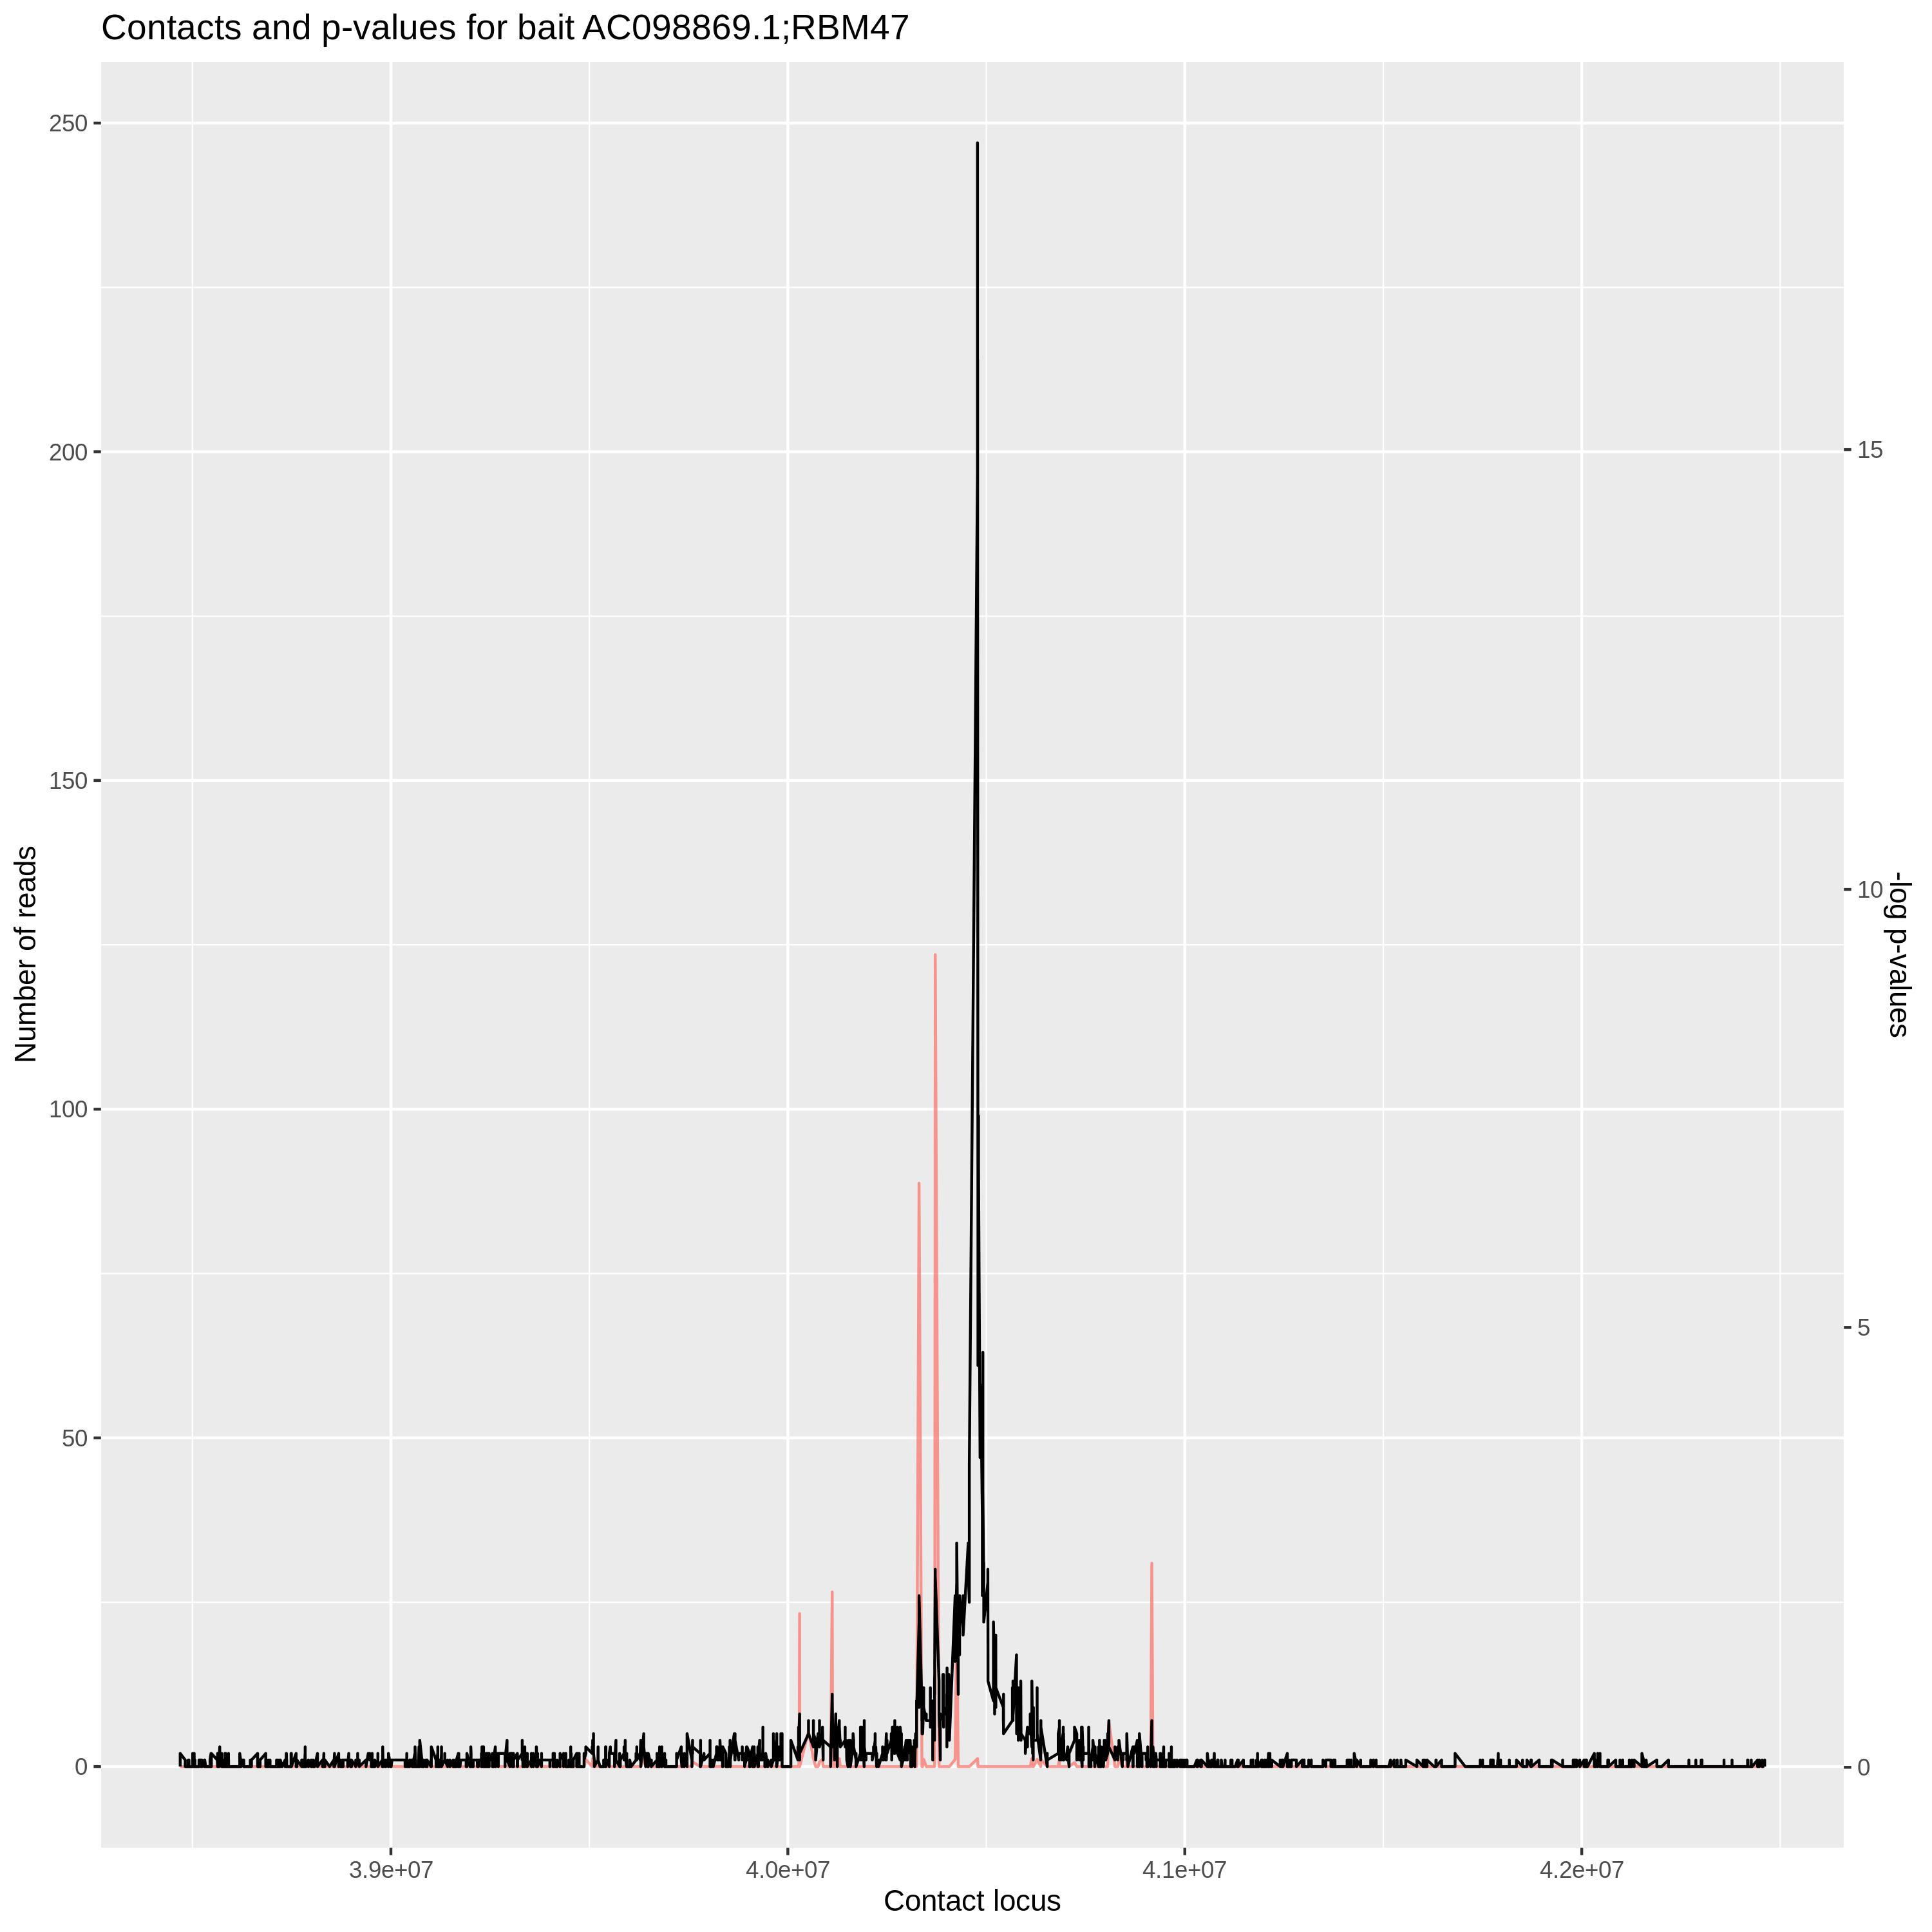 Contacts and p-values for bait AC098869.1;RBM47
250
200
150
100
50
0
Number of reads
15
10
5
0
-log p-values
3.9e+07
4.0e+07
4.1e+07
4.2e+07
Contact locus